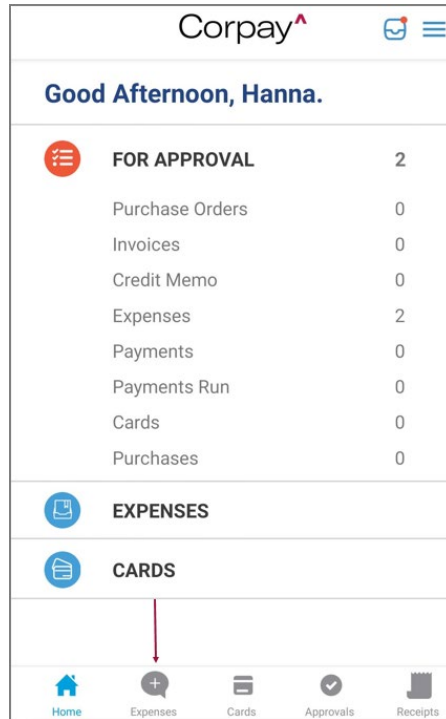 Corpay^
Good Afternoon, Hanna.
FOR APPROVAL 2
Purchase Orders 0
Invoices 0
Credit Memo 0
Expenses 2
Payments 0
Payments Run 0
Cards 0
Purchases 0
EXPENSES
CARDS
Home Expenses Cards Approvals Receipts